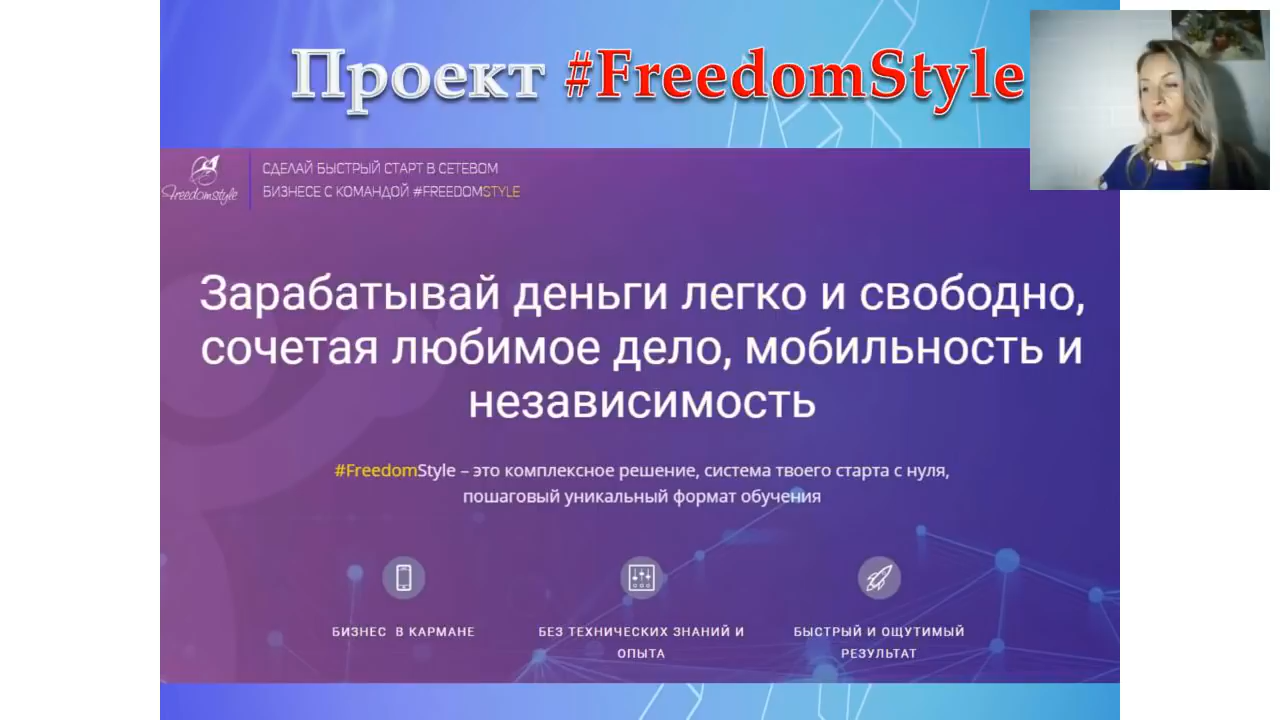 Проект #FreedomStyle
Freedomstyle
СДЕЛАЙ БЫСТРЫЙ СТАРТ В СЕТЕВОМ
БИЗНЕСЕ С КОМАНДОЙ #FREEDOMSTYLE
Зарабатывай деньги легко и свободно,
сочетая любимое дело, мобильность и
независимость
#FreedomStyle – это комплексное решение, система твоего старта с нуля,
пошаговый уникальный формат обучения
БИЗНЕС В КАРМАНЕ
БЕЗ ТЕХНИЧЕСКИХ ЗНАНИЙ И
ОПЫТА
БЫСТРЫЙ И ОЩУТИМЫЙ
РЕЗУЛЬТАТ